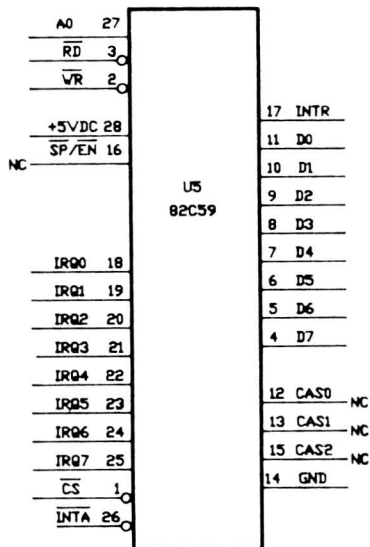 A0 27
RD 3
WR 2
+5VDC 28
SP/EN 16
NC
IRQ0 18
IRQ1 19
IRQ2 20
IRQ3 21
IRQ4 22
IRQ5 23
IRQ6 24
IRQ7 25
CS 1
INTA 26
U5
82C59
17 INTR
11 D0
10 D1
9 D2
8 D3
7 D4
6 D5
5 D6
4 D7
12 CAS0 NC
13 CAS1 NC
15 CAS2 NC
14 GND